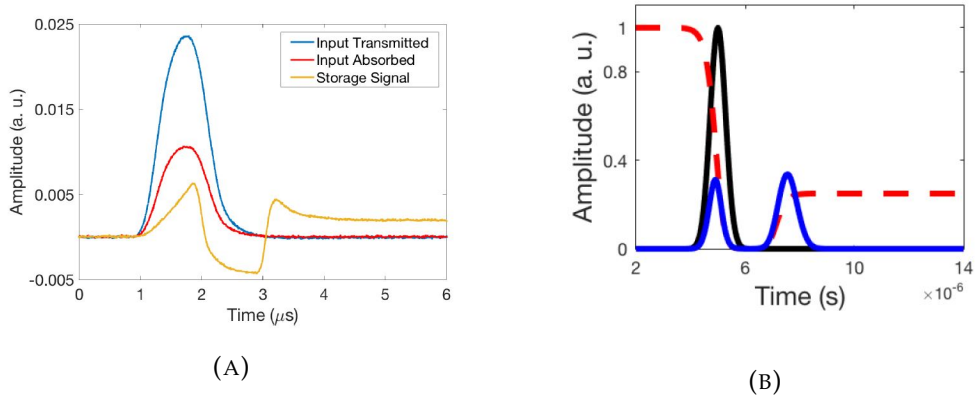 0.025
0.015
0.005
-0.005
Amplitude (a. u.)
Input Transmitted
Input Absorbed
Storage Signal
0 1 2 3 4 5 6
Time (μs)
(A)
1
0.8
0.4
0
Amplitude (a. u.)
2 6 10 14
Time (s)
×10⁻⁶
(B)